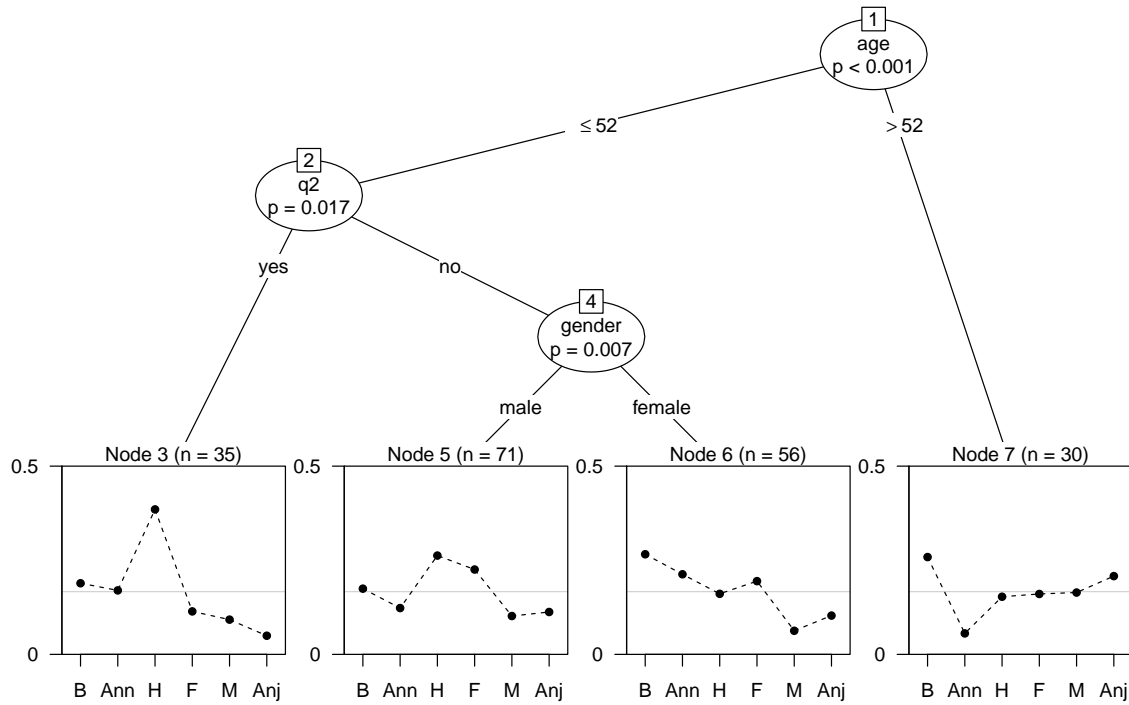 1
age
p < 0.001
≤ 52
> 52
2
q2
p = 0.017
yes
no
4
gender
p = 0.007
male
female
Node 3 (n = 35)
0.5
0
B Ann H F M Anj
Node 5 (n = 71)
0.5
0
B Ann H F M Anj
Node 6 (n = 56)
0.5
0
B Ann H F M Anj
Node 7 (n = 30)
0.5
0
B Ann H F M Anj